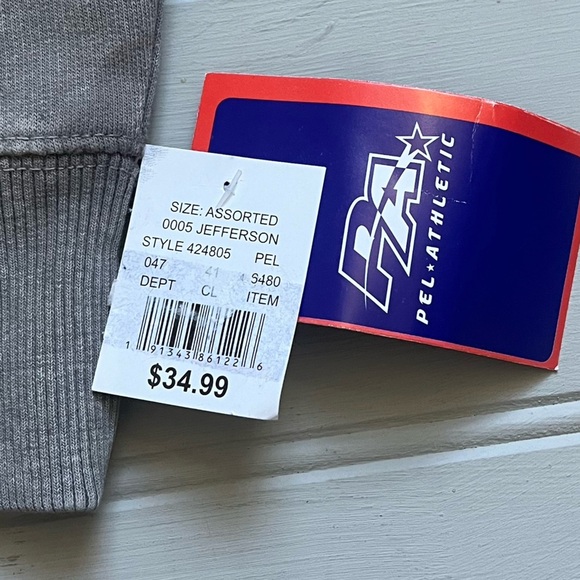 SIZE: ASSORTED
0005 JEFFERSON
STYLE 424805 PEL
047 41 6480
DEPT CL ITEM
1 91343 86122 6
$34.99
PA
PEL★ATHLETIC